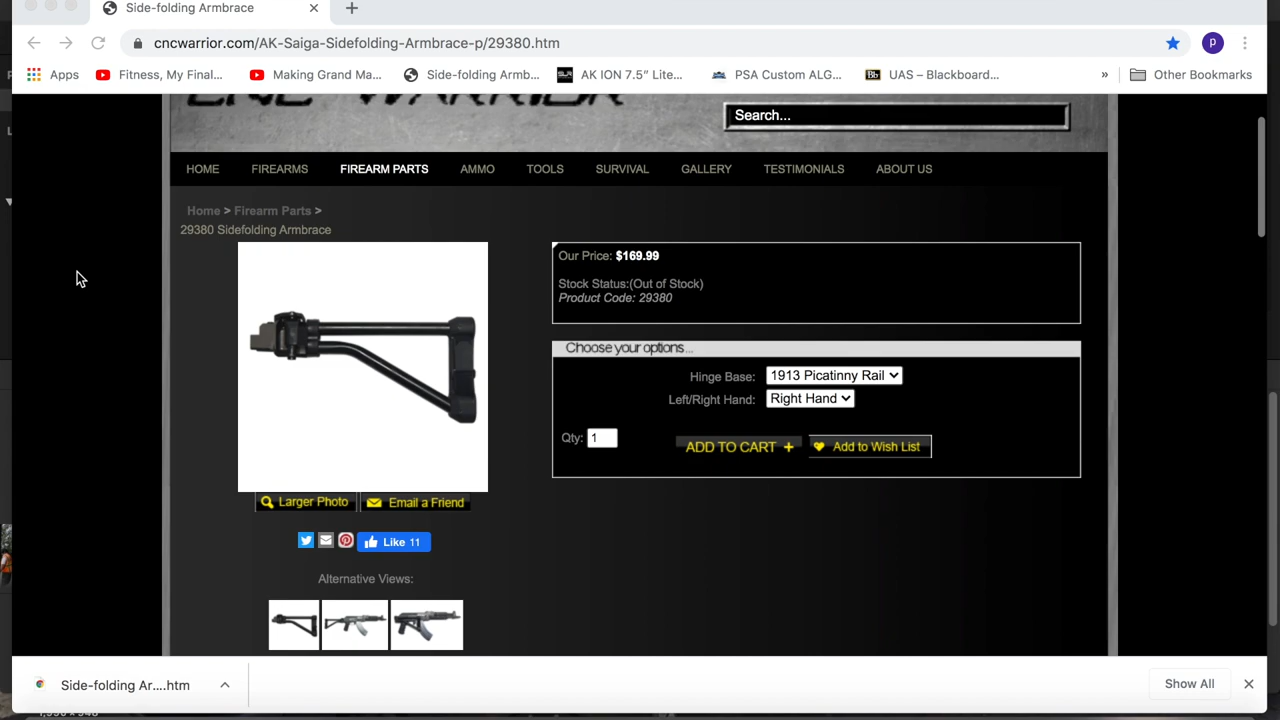 Side-folding Armbrace
cncwarrior.com/AK-Saiga-Sidefolding-Armbrace-p/29380.htm
P
Apps
Fitness, My Final...
Making Grand Ma...
Side-folding Armb...
SLR
AK ION 7.5” Lite...
PSA Custom ALG...
Bb
UAS – Blackboard...
»
Other Bookmarks
CNC WARRIOR
Search...
HOME
FIREARMS
FIREARM PARTS
AMMO
TOOLS
SURVIVAL
GALLERY
TESTIMONIALS
ABOUT US
Home > Firearm Parts >
29380 Sidefolding Armbrace
Our Price: $169.99
Stock Status:(Out of Stock)
Product Code: 29380
Choose your options...
Hinge Base: 1913 Picatinny Rail
Left/Right Hand: Right Hand
Qty: 1
ADD TO CART +
Add to Wish List
Larger Photo
Email a Friend
Like 11
Alternative Views:
Side-folding Ar....htm
Show All